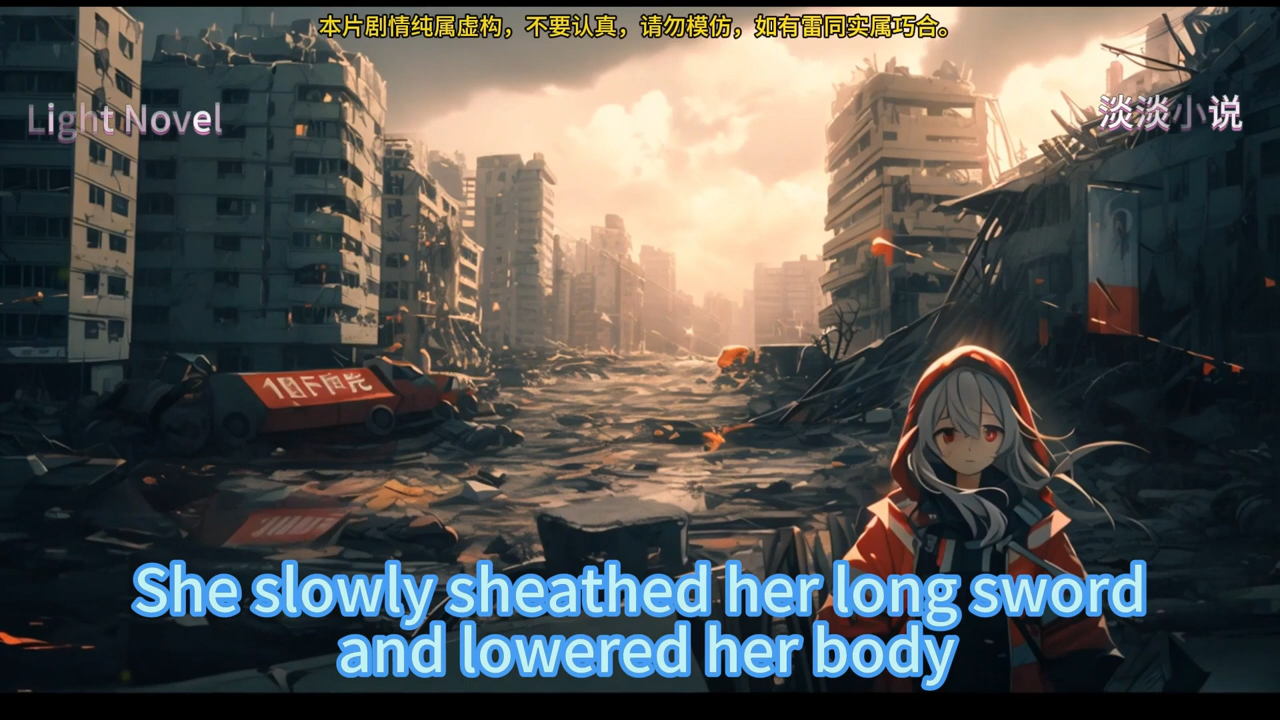 本片剧情纯属虚构，不要认真，请勿模仿，如有雷同实属巧合。
Light Novel
淡淡小说
She slowly sheathed her long sword
and lowered her body